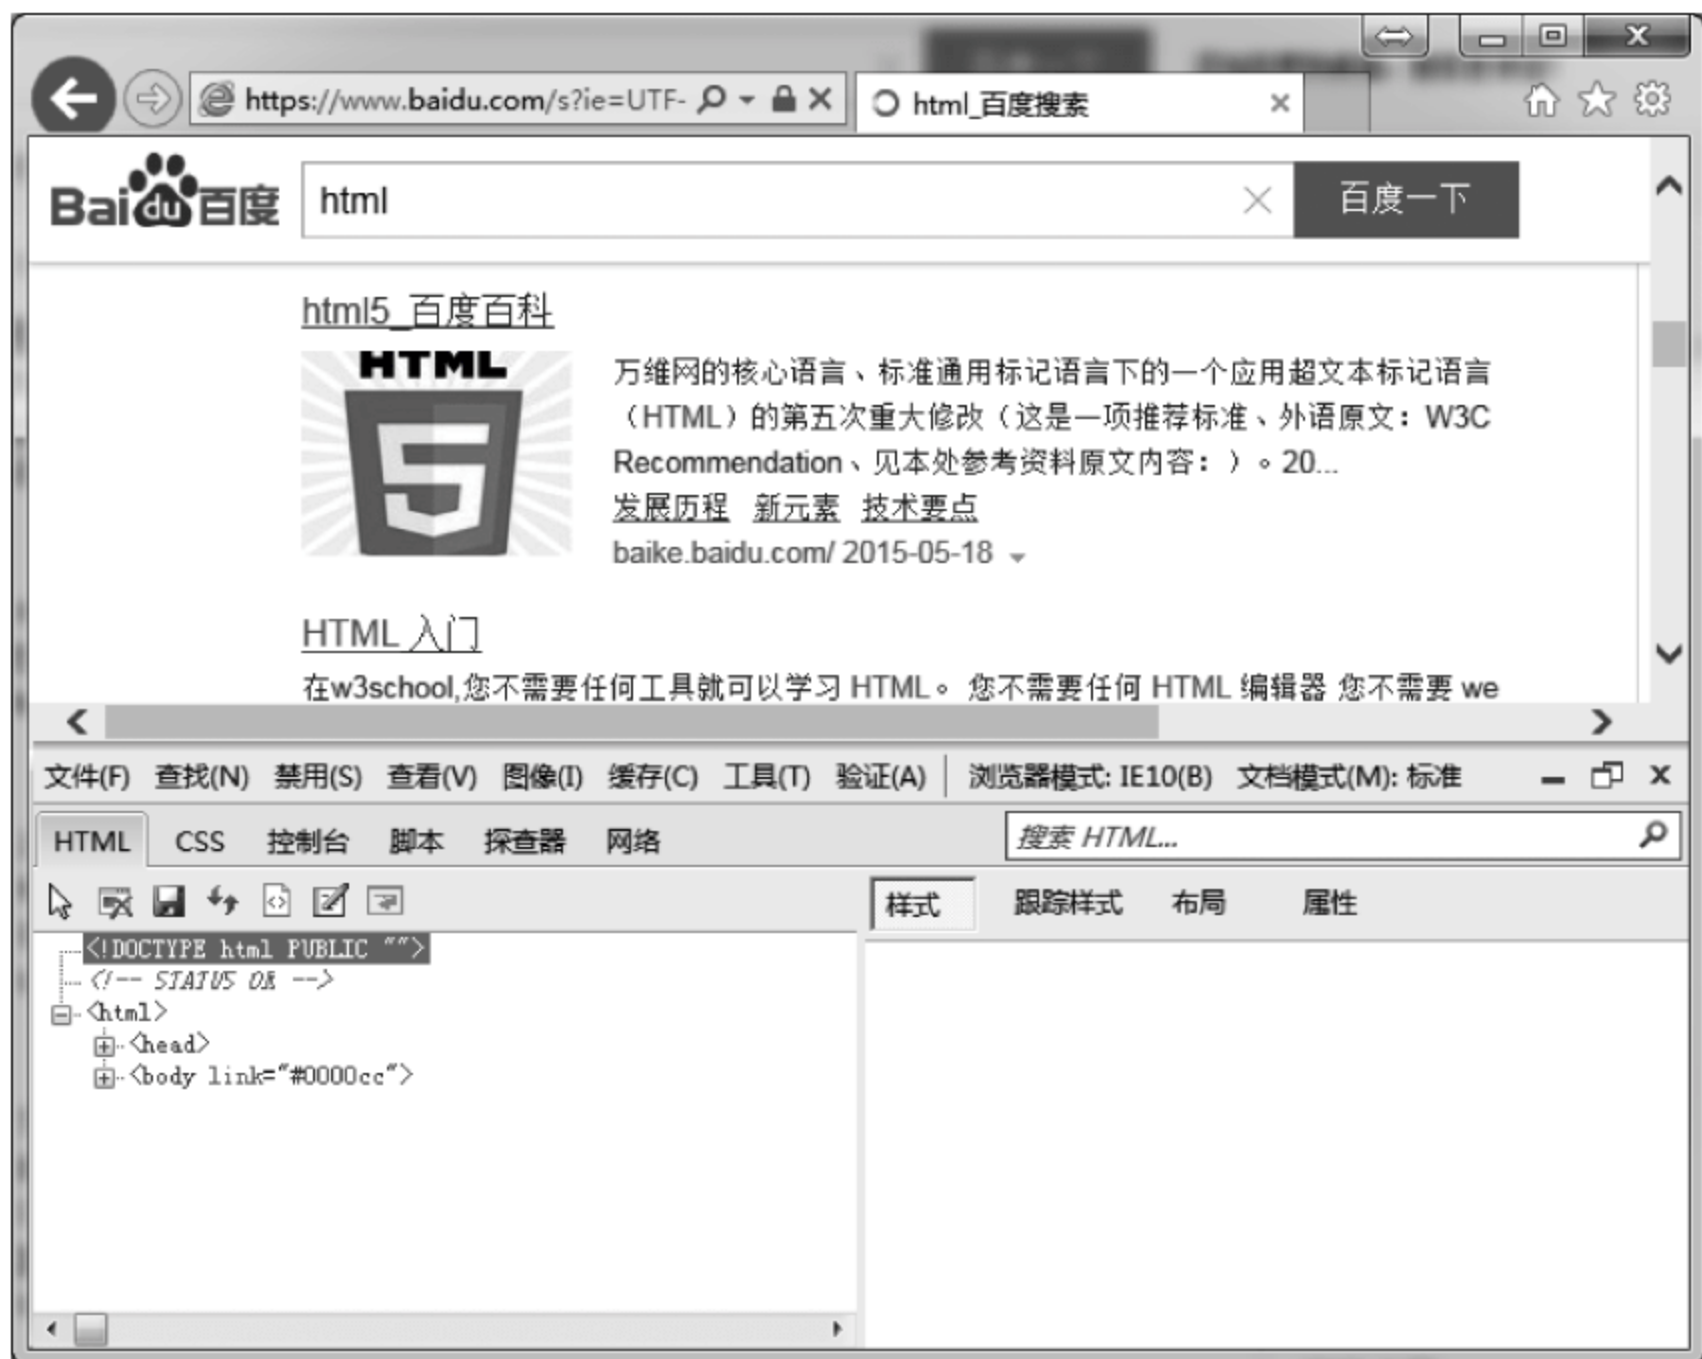 https://www.baidu.com/s?ie=UTF-
html_百度搜索
Bai du 百度
html
百度一下
html5_百度百科
HTML
5
万维网的核心语言、标准通用标记语言下的一个应用超文本标记语言
（HTML）的第五次重大修改（这是一项推荐标准、外语原文：W3C
Recommendation、见本处参考资料原文内容：）。20...
发展历程 新元素 技术要点
baike.baidu.com/ 2015-05-18
HTML 入门
在w3school,您不需要任何工具就可以学习 HTML。 您不需要任何 HTML 编辑器 您不需要 we
文件(F) 查找(N) 禁用(S) 查看(V) 图像(I) 缓存(C) 工具(T) 验证(A) 浏览器模式: IE10(B) 文档模式(M): 标准
HTML CSS 控制台 脚本 探查器 网络 搜索 HTML...
样式 跟踪样式 布局 属性
<!DOCTYPE html PUBLIC "">
<!-- STATUS OK -->
<html>
<head>
<body link="#0000cc">